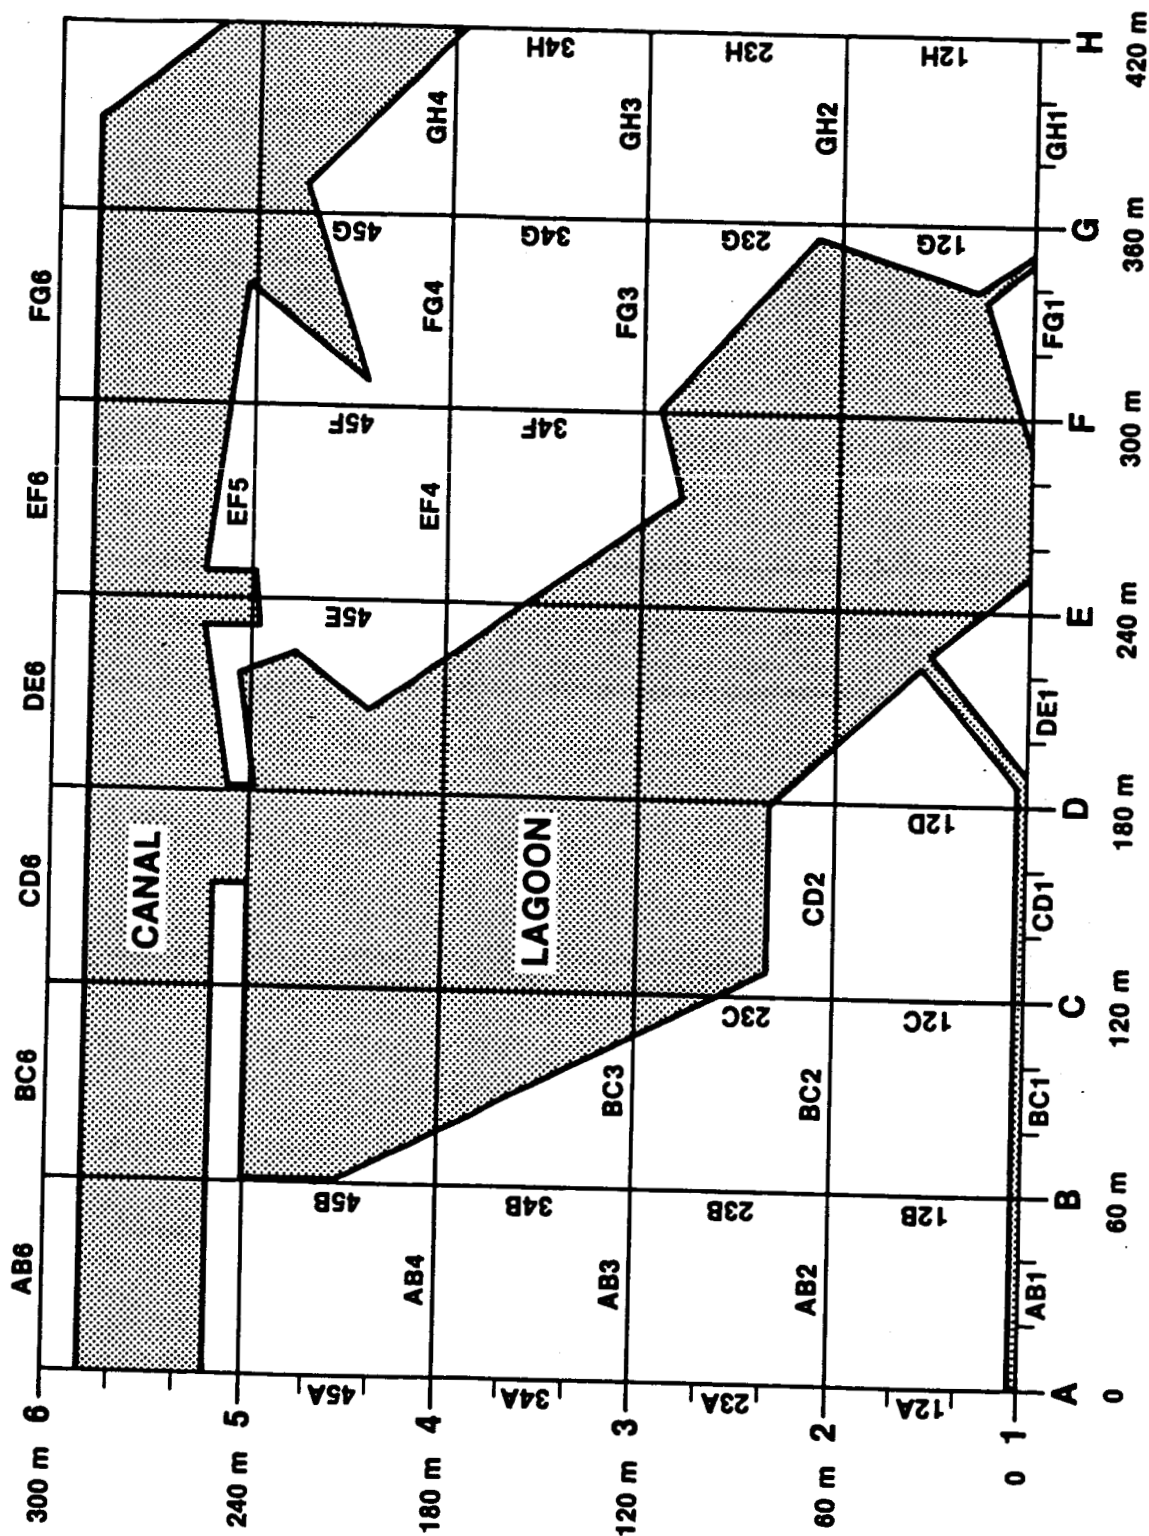 300 m 6 AB6 BC6 CD6 DE6 EF6 FG6
CANAL
240 m 5 EF5
45A 45B 45E 45F 45G
180 m 4 AB4 EF4 FG4 GH4
34A 34B LAGOON 34F 34G 34H
120 m 3 AB3 BC3 FG3 GH3
23A 23B 23C 23G 23H
60 m 2 AB2 BC2 CD2 GH2
12A 12B 12C 12D 12G 12H
0 1 AB1 BC1 CD1 DE1 FG1 GH1
A B C D E F G H
0 60 m 120 m 180 m 240 m 300 m 360 m 420 m